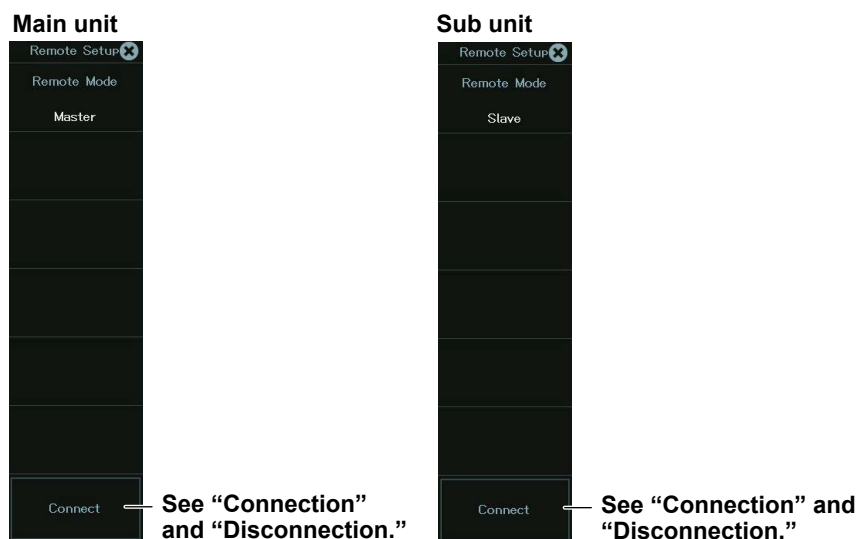 Main unit
Remote Setup
Remote Mode
Master
Connect
See “Connection”
and “Disconnection.”
Sub unit
Remote Setup
Remote Mode
Slave
Connect
See “Connection” and
“Disconnection.”